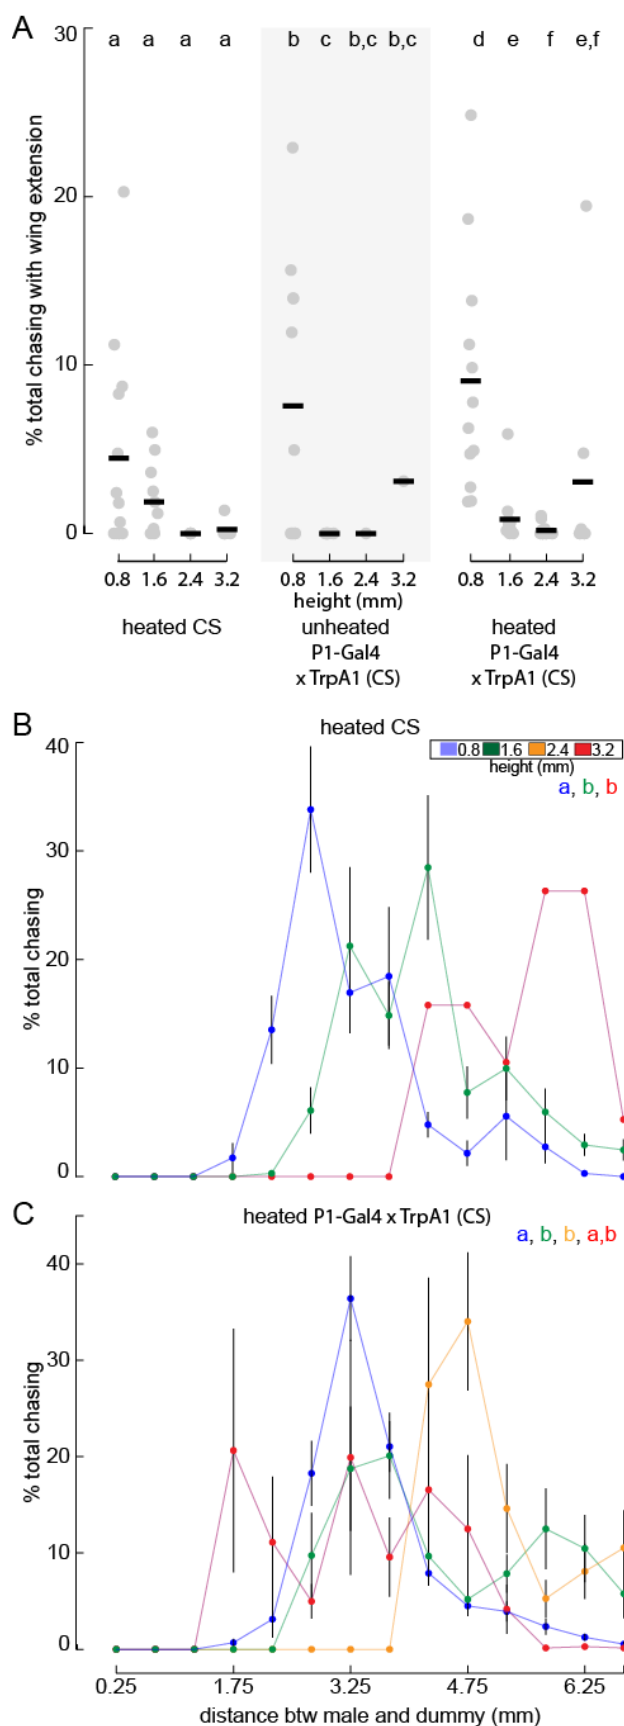 A
30
a a a a b c b,c b,c d e f e,f
% total chasing with wing extension
20
10
0
0.8 1.6 2.4 3.2 0.8 1.6 2.4 3.2 0.8 1.6 2.4 3.2
height (mm)
heated CS
unheated
P1-Gal4
x TrpA1 (CS)
heated
P1-Gal4
x TrpA1 (CS)
B
heated CS
40
0.8 1.6 2.4 3.2
height (mm)
a, b, b
30
% total chasing
20
10
0
C
heated P1-Gal4 x TrpA1 (CS)
a, b, b, a,b
40
30
% total chasing
20
10
0
0.25 1.75 3.25 4.75 6.25
distance btw male and dummy (mm)